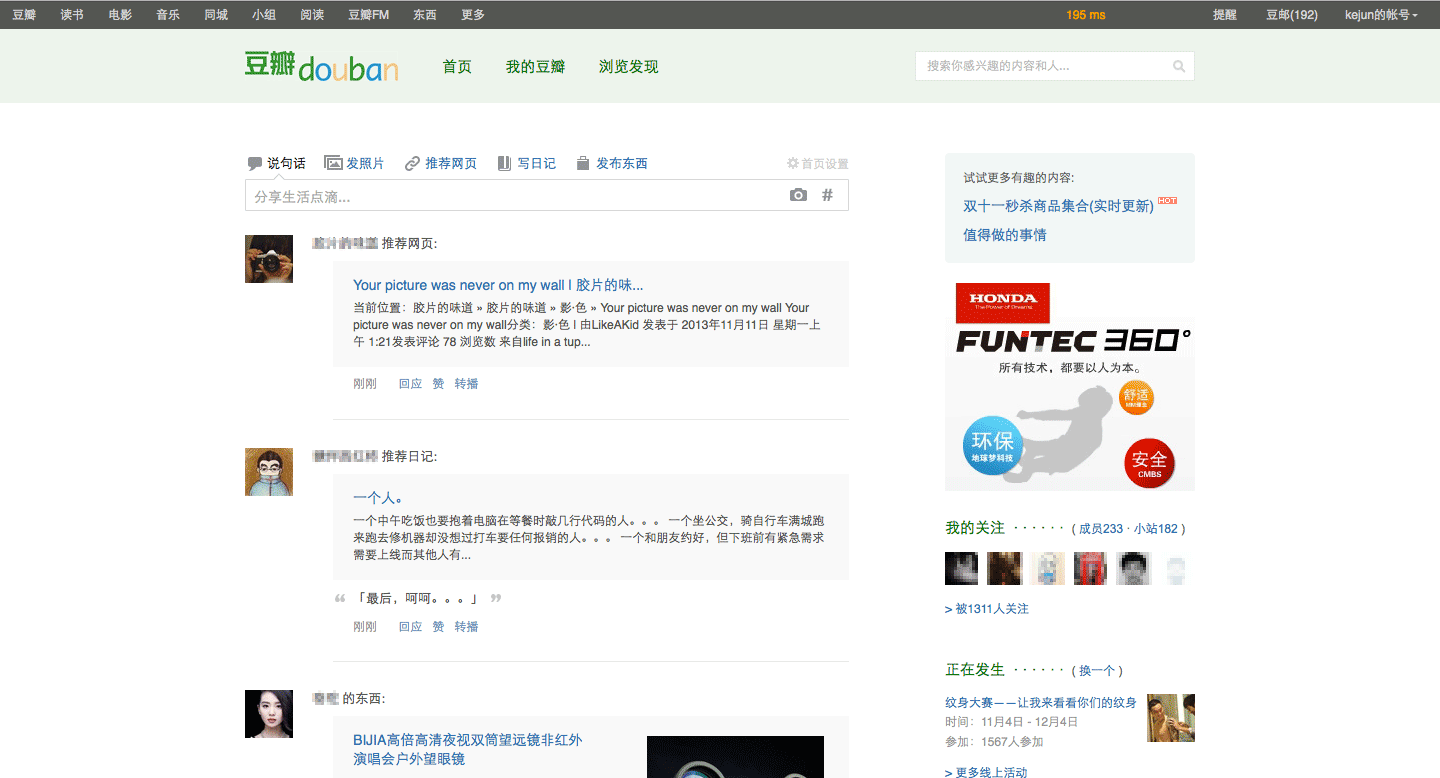 豆瓣 读书 电影 音乐 同城 小组 阅读 豆瓣FM 东西 更多 195 ms 提醒 豆邮(192) kejun的帐号
豆瓣douban 首页 我的豆瓣 浏览发现 搜索你感兴趣的内容和人...
说句话 发照片 推荐网页 写日记 发布东西 首页设置
分享生活点滴... #
推荐网页:
Your picture was never on my wall | 胶片的味...
当前位置：胶片的味道 » 胶片的味道 » 影·色 » Your picture was never on my wall Your
picture was never on my wall分类：影·色 | 由LikeAKid 发表于 2013年11月11日 星期一上
午 1:21发表评论 78 浏览数 来自life in a tup...
刚刚 回应 赞 转播
推荐日记:
一个人。
一个中午吃饭也要抱着电脑在等餐时敲几行代码的人。。。 一个坐公交，骑自行车满城跑
来跑去修机器却没想过打车要任何报销的人。。。 一个和朋友约好，但下班前有紧急需求
需要上线而其他人有...
“ 「最后，呵呵。。。」 ”
刚刚 回应 赞 转播
的东西:
BIJIA高倍高清夜视双筒望远镜非红外
演唱会户外望眼镜
试试更多有趣的内容:
双十一秒杀商品集合(实时更新) HOT
值得做的事情
HONDA
The Power of Dreams
FUNTEC 360°
所有技术，都要以人为本。
舒适
MM理念
环保
地球梦科技
安全
CMBS
我的关注 · · · · · · ( 成员233 · 小站182 )
> 被1311人关注
正在发生 · · · · · · ( 换一个 )
纹身大赛——让我来看看你们的纹身
时间：11月4日 - 12月4日
参加：1567人参加
> 更多线上活动